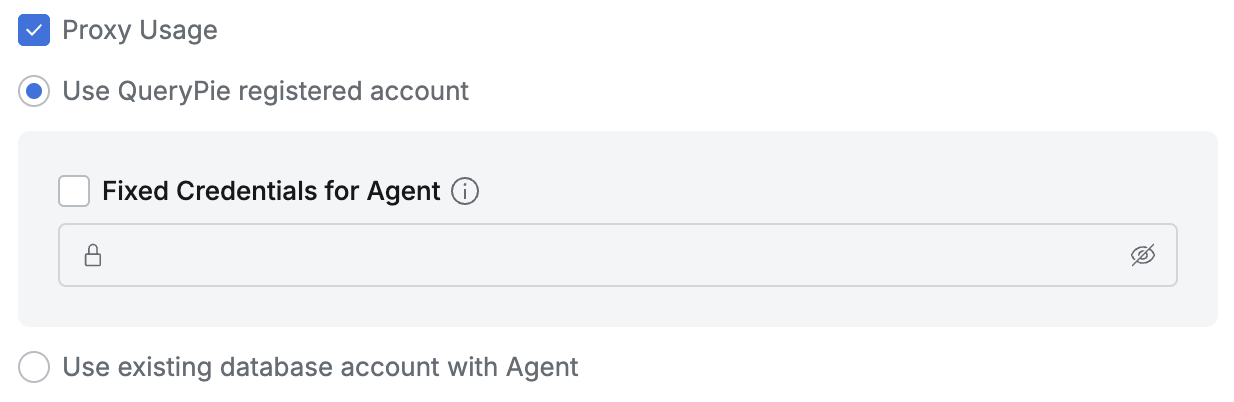 Proxy Usage
Use QueryPie registered account
Fixed Credentials for Agent
Use existing database account with Agent